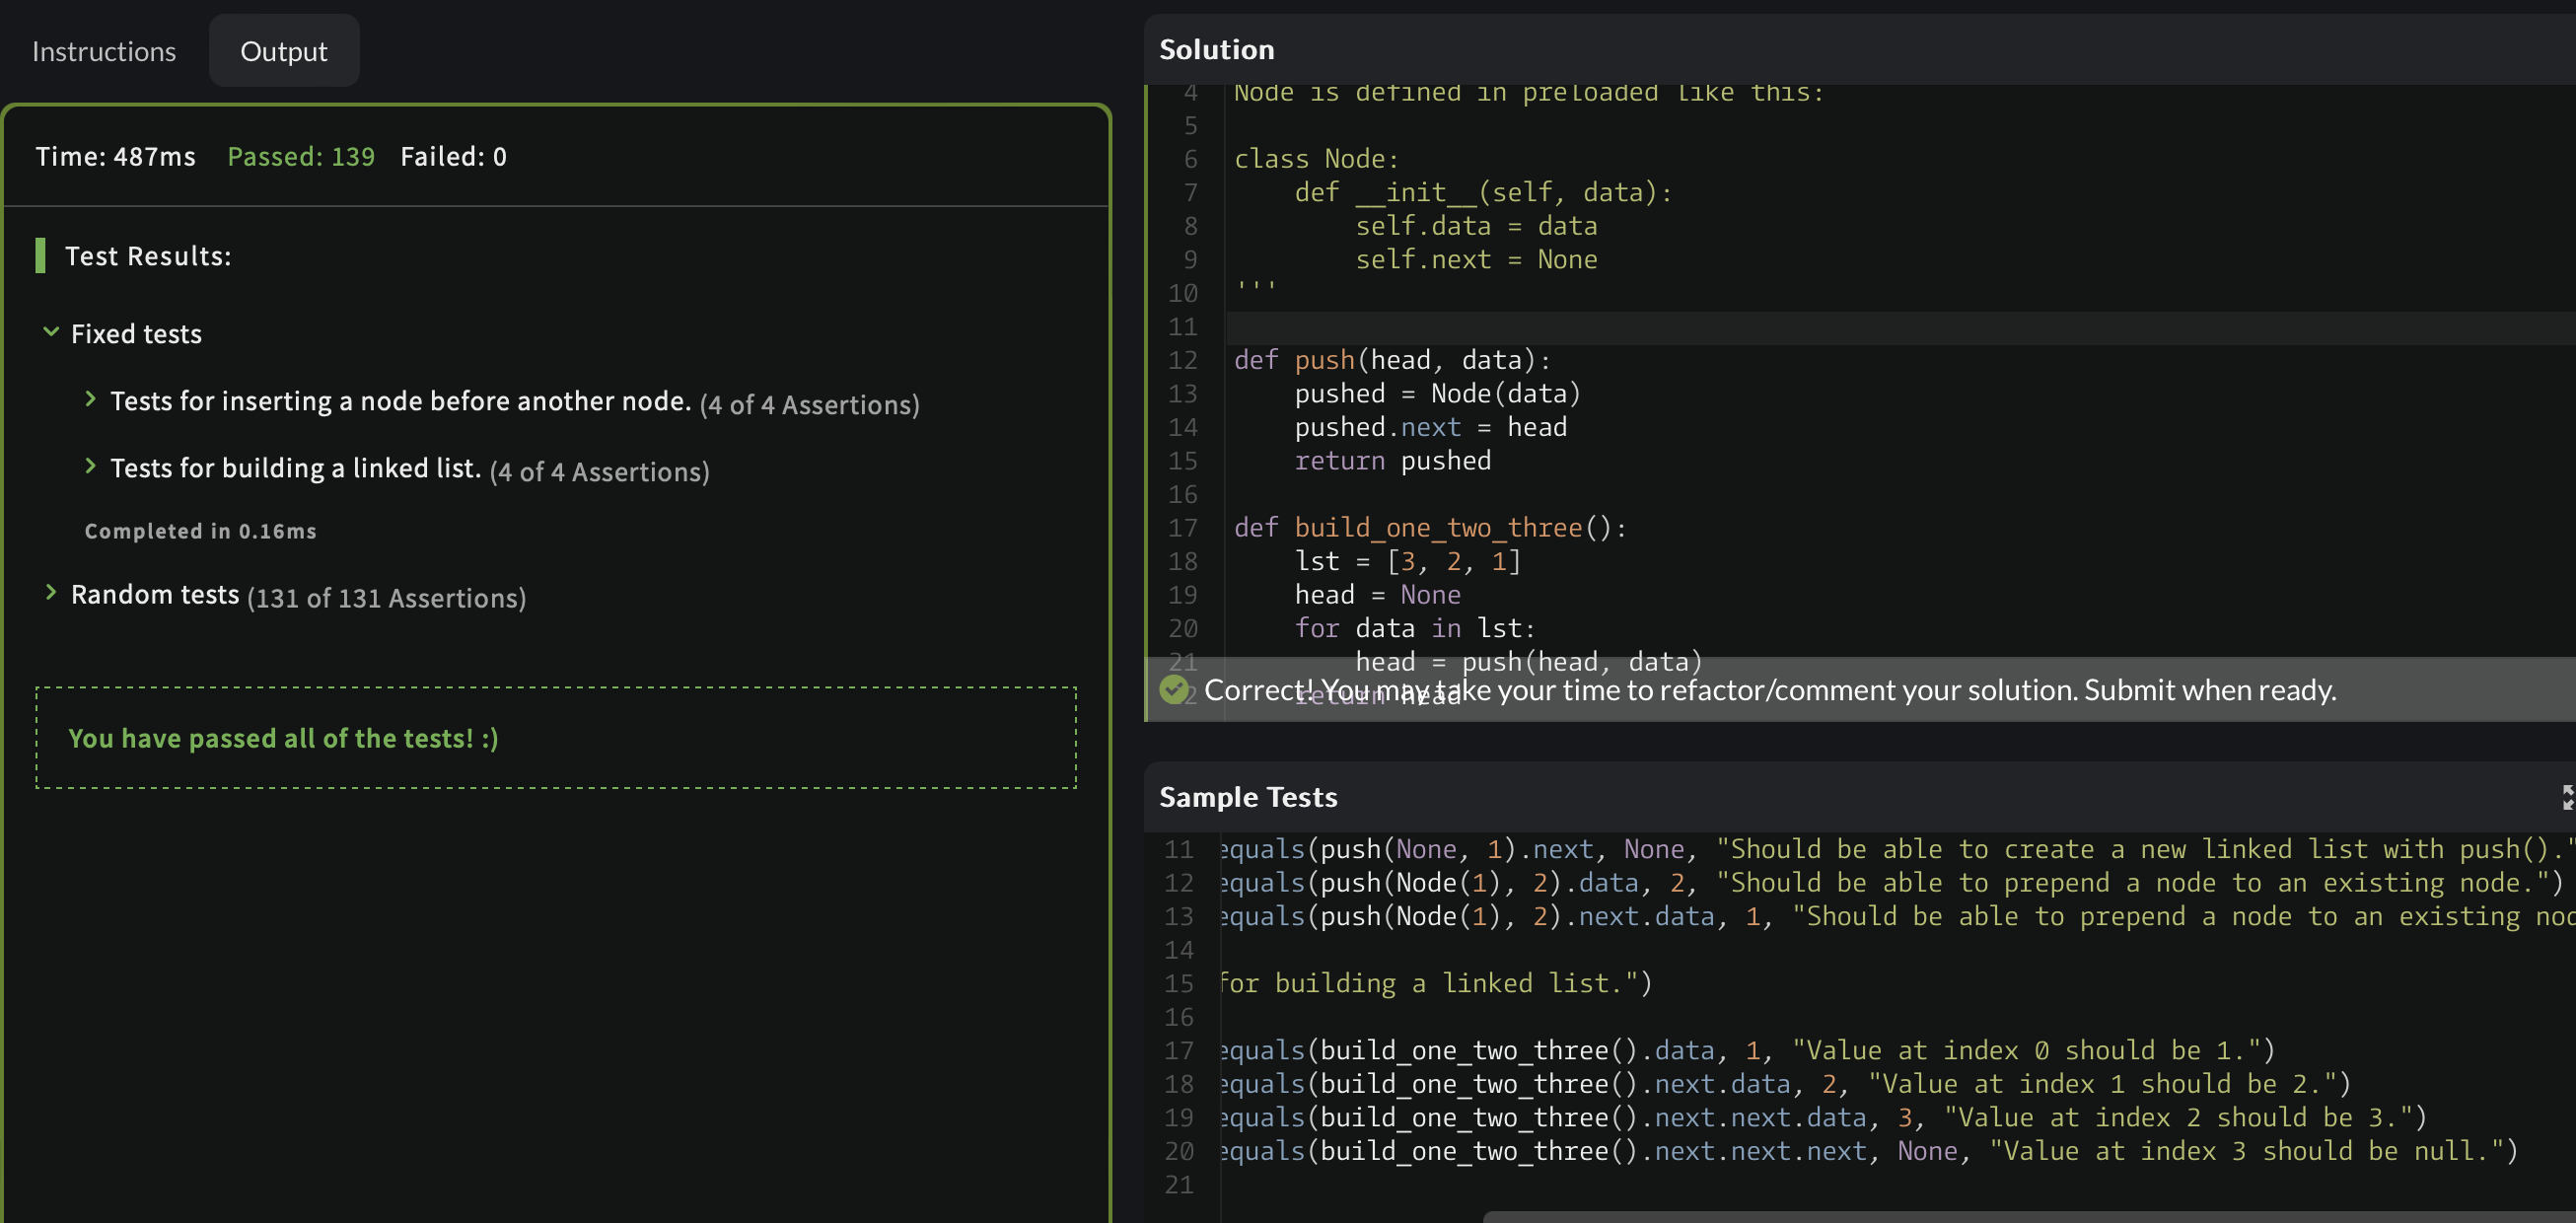 Instructions
Output
Time: 487ms Passed: 139 Failed: 0
Test Results:
Fixed tests
Tests for inserting a node before another node. (4 of 4 Assertions)
Tests for building a linked list. (4 of 4 Assertions)
Completed in 0.16ms
Random tests (131 of 131 Assertions)
You have passed all of the tests! :)
Solution
4 Node is defined in preloaded like this:
5
6 class Node:
7     def __init__(self, data):
8         self.data = data
9         self.next = None
10 '''
11
12 def push(head, data):
13     pushed = Node(data)
14     pushed.next = head
15     return pushed
16
17 def build_one_two_three():
18     lst = [3, 2, 1]
19     head = None
20     for data in lst:
21         head = push(head, data)
22     return head
Correct! You may take your time to refactor/comment your solution. Submit when ready.
Sample Tests
11 equals(push(None, 1).next, None, "Should be able to create a new linked list with push()."
12 equals(push(Node(1), 2).data, 2, "Should be able to prepend a node to an existing node.")
13 equals(push(Node(1), 2).next.data, 1, "Should be able to prepend a node to an existing nod
14
15 for building a linked list.")
16
17 equals(build_one_two_three().data, 1, "Value at index 0 should be 1.")
18 equals(build_one_two_three().next.data, 2, "Value at index 1 should be 2.")
19 equals(build_one_two_three().next.next.data, 3, "Value at index 2 should be 3.")
20 equals(build_one_two_three().next.next.next, None, "Value at index 3 should be null.")
21